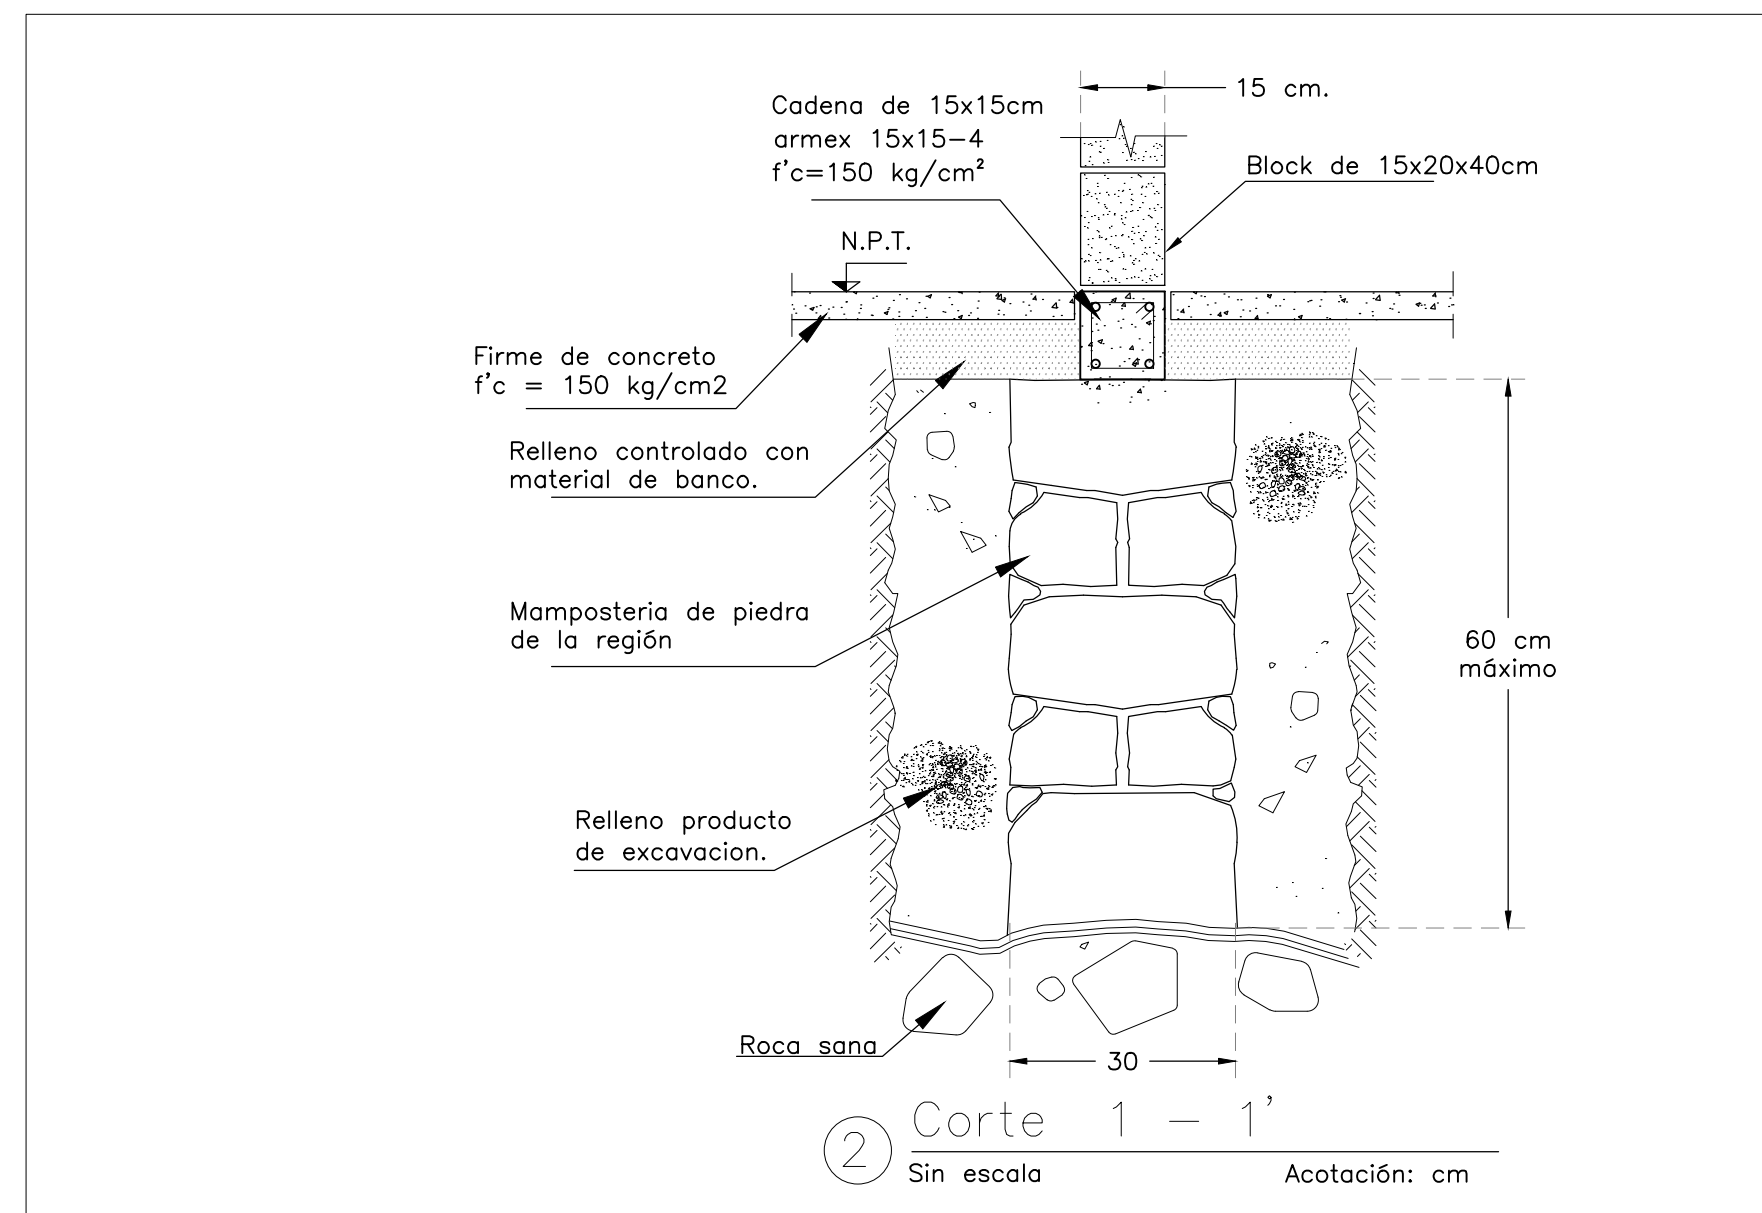 15 cm.
Cadena de 15x15cm
armex 15x15-4
f'c=150 kg/cm²
Block de 15x20x40cm
N.P.T.
Firme de concreto
f'c = 150 kg/cm2
Relleno controlado con
material de banco.
Mamposteria de piedra
de la región
60 cm
máximo
Relleno producto
de excavacion.
Roca sana
30
2
Corte 1 - 1'
Sin escala
Acotación: cm